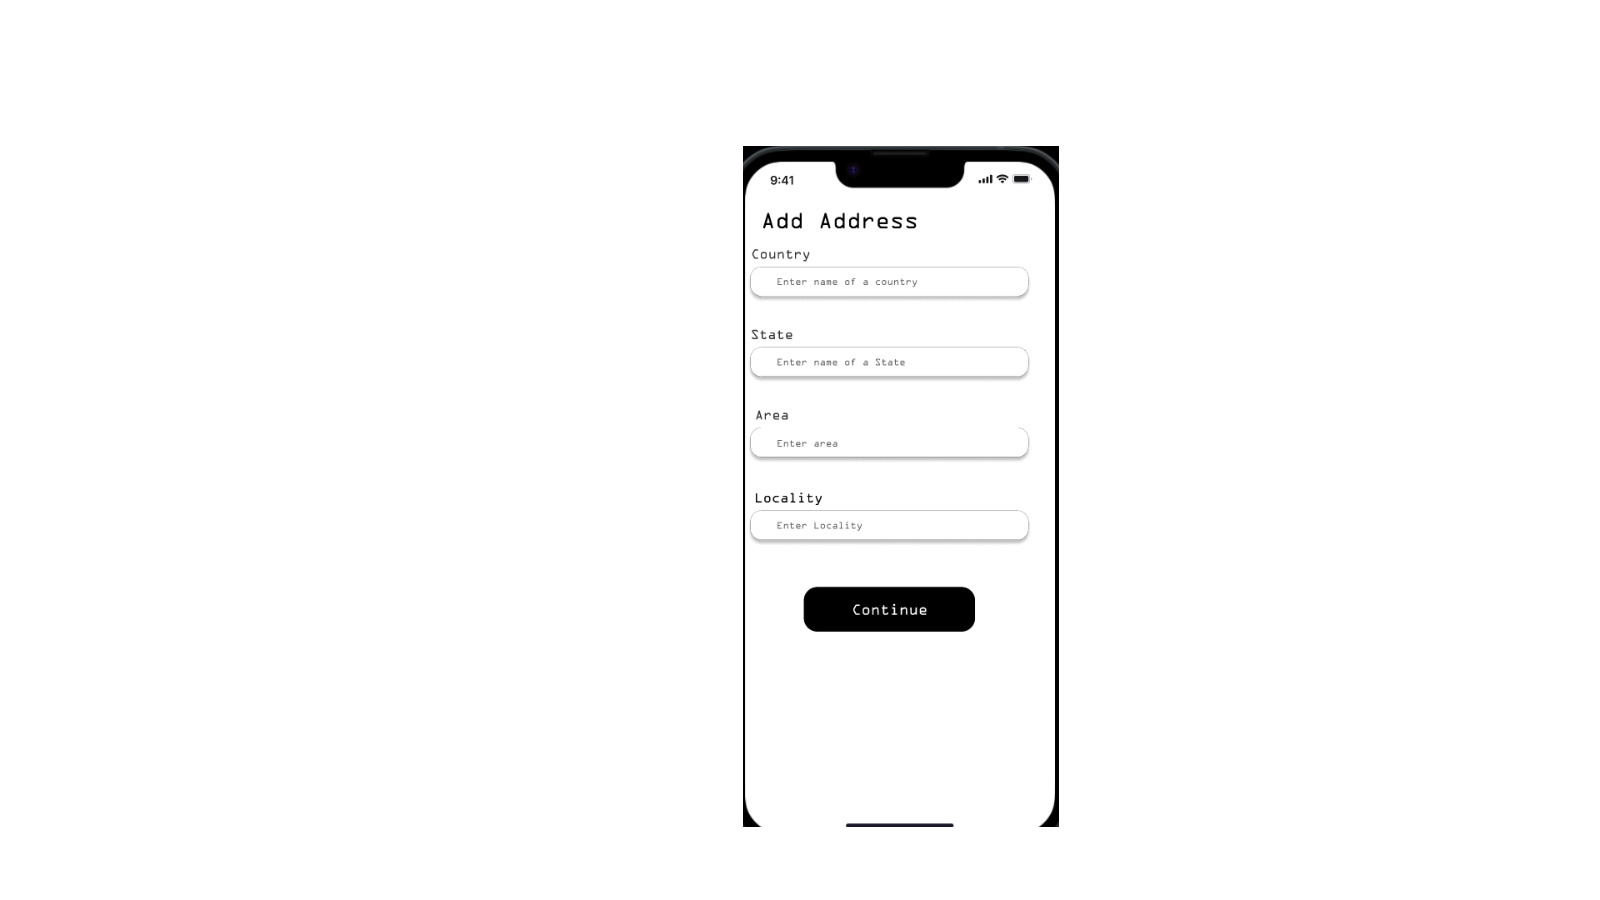 9:41
Add Address
Country
Enter name of a country
State
Enter name of a State
Area
Enter area
Locality
Enter Locality
Continue